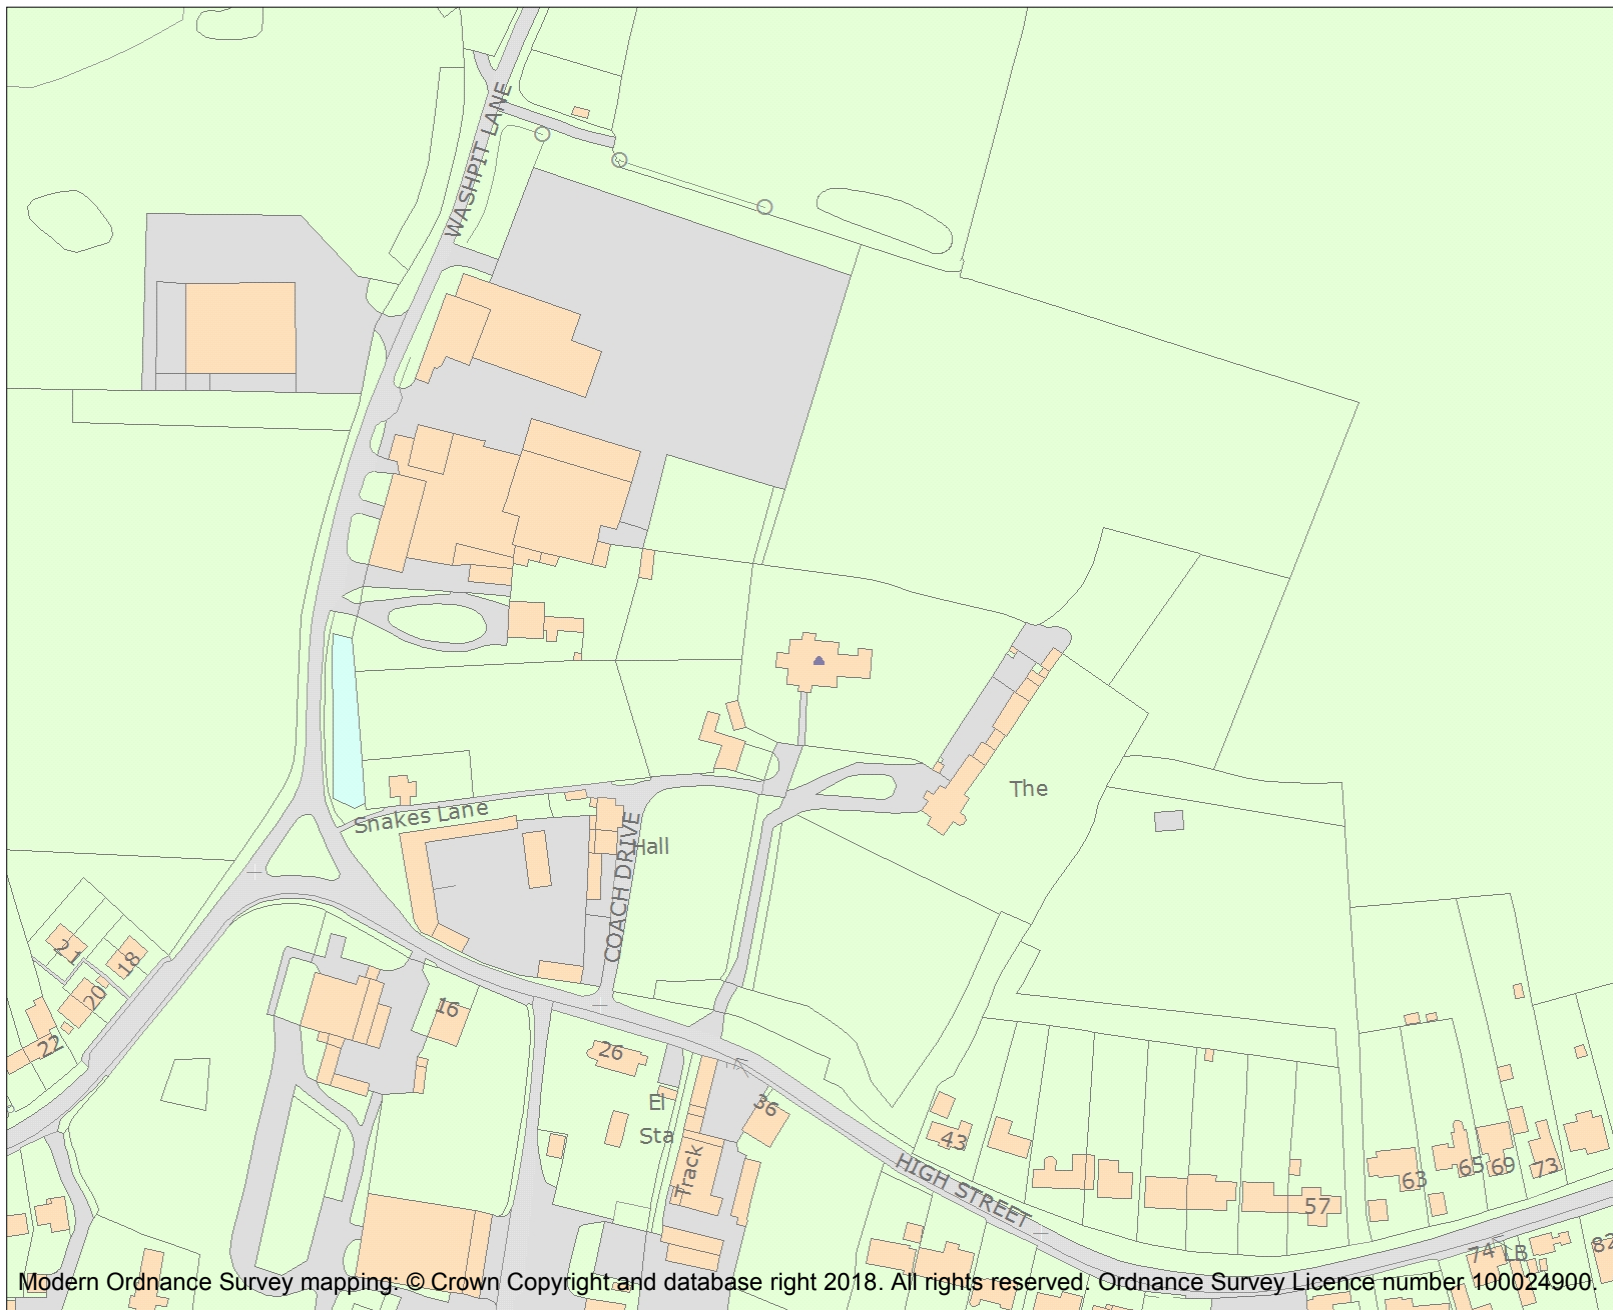 WASHPIT LANE
The
Snakes Lane
Hall
COACH DRIVE
21
18
20
22
16
26
El
Sta
36
Track
43
HIGH STREET
57
63
65
69
73
74
LB
82
Modern Ordnance Survey mapping: © Crown Copyright and database right 2018. All rights reserved. Ordnance Survey Licence number 100024900.